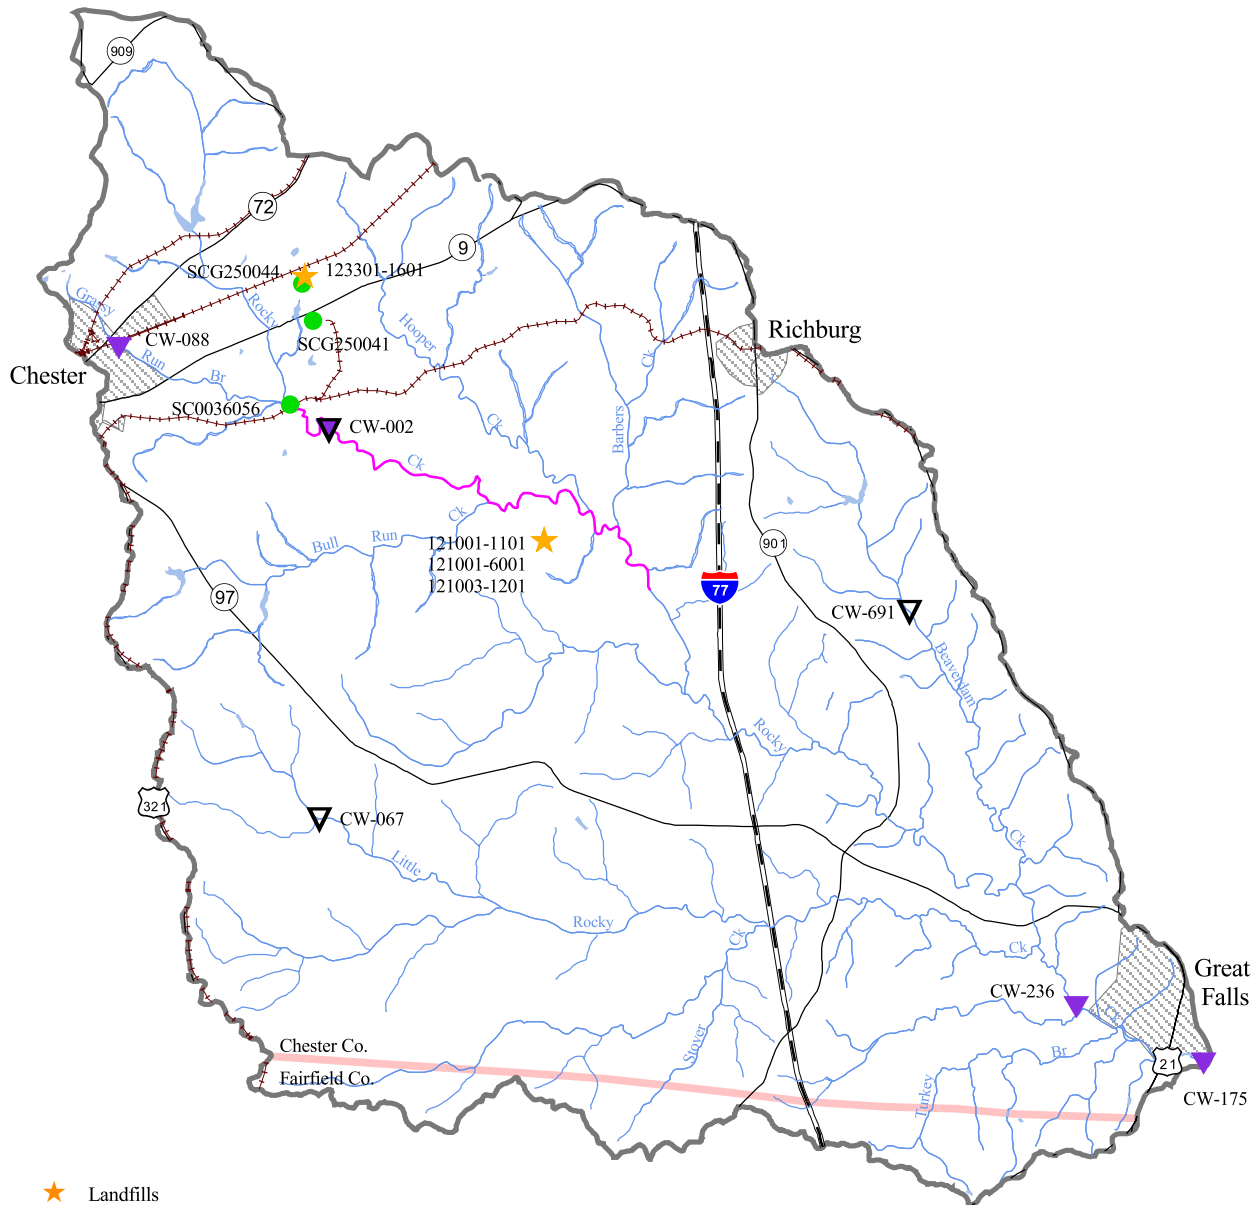 909
72
9
SCG250044
123301-1601
Grassy
Rocky
Hooper
CW-088
SCG250041
Richburg
Run
Ck
Chester
Br
SC0036056
Barbers
Ck
CW-002
Ck
Ck
Run
Bull
121001-1101
121001-6001
121003-1201
901
77
97
CW-691
Beaverdam
Rocky
321
CW-067
Ck
Little
Rocky
Ck
Ck
Great
Falls
CW-236
Ck
Stover
Chester Co.
Br
21
Fairfield Co.
Turkey
CW-175
Landfills